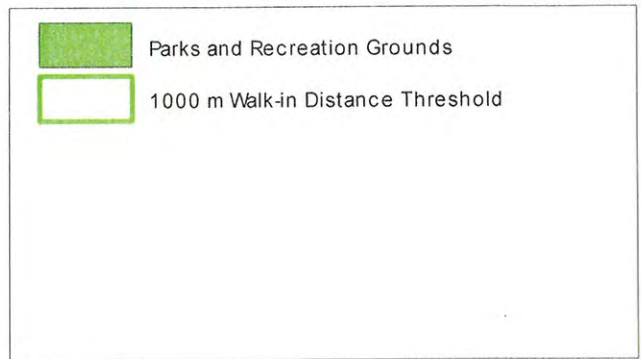 Parks and Recreation Grounds
1000 m Walk-in Distance Threshold